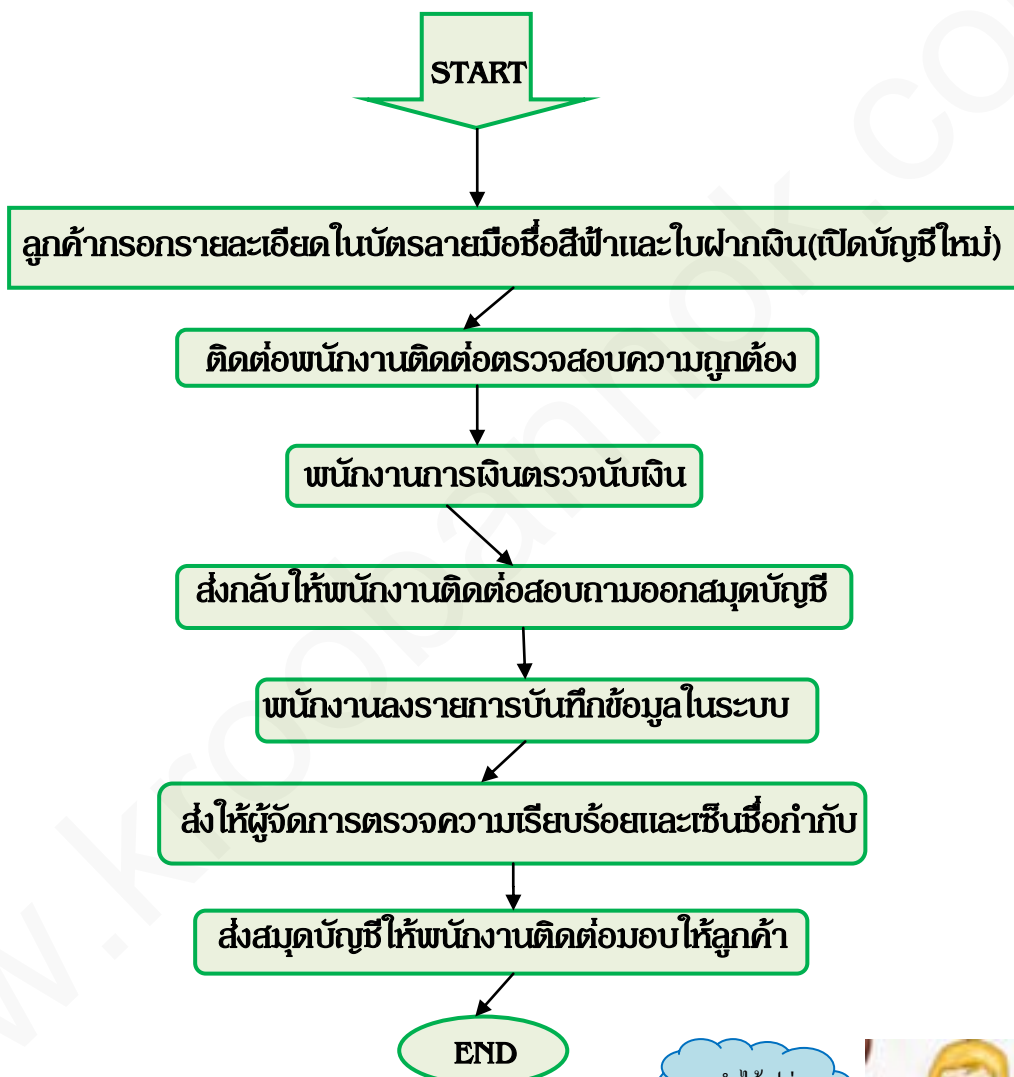 START
ลูกค้ากรอกรายละเอียดในบัตรลายมือชื่อสีฟ้าและใบฝากเงิน(เปิดบัญชีใหม่)
ติดต่อพนักงานติดต่อตรวจสอบความถูกต้อง
พนักงานการเงินตรวจนับเงิน
ส่งกลับให้พนักงานติดต่อสอบถามออกสมุดบัญชี
พนักงานลงรายการบันทึกข้อมูลในระบบ
ส่งให้ผู้จัดการตรวจความเรียบร้อยและเซ็นชื่อกำกับ
ส่งสมุดบัญชีให้พนักงานติดต่อมอบให้ลูกค้า
END